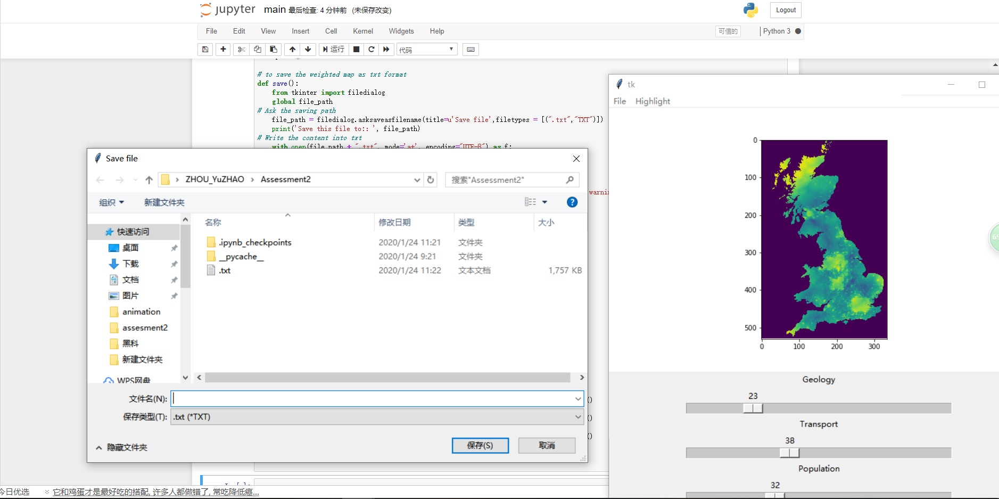 jupyter main 最后检查: 4 分钟前 (未保存改变)
Logout
File Edit View Insert Cell Kernel Widgets Help
可信的 Python 3
运行 代码
# to save the weighted map as txt format
def save():
from tkinter import filedialog
global file_path
# Ask the saving path
file_path = filedialog.asksaveasfilename(title=u'Save file',filetypes = [(".txt","TXT")])
print('Save this file to:: ', file_path)
# Write the content into txt
with open(file_path + ".txt", mode='at', encoding="UTF-8") as f:
warnin
()
()
()
Save file
ZHOU_YuZHAO Assessment2
搜索"Assessment2"
组织 新建文件夹
名称 修改日期 类型 大小
快速访问
桌面
下载
文档
图片
animation
assesment2
黑科
新建文件夹
WPS网盘
.ipynb_checkpoints 2020/1/24 11:21 文件夹
__pycache__ 2020/1/24 9:21 文件夹
.txt 2020/1/24 11:22 文本文档 1,757 KB
文件名(N):
保存类型(T): .txt (*TXT)
隐藏文件夹
保存(S) 取消
tk
File Highlight
0
100
200
300
400
500
0 100 200 300
Geology
23
Transport
38
Population
32
69
今日优选 它和鸡蛋才是最好吃的搭配, 许多人都做错了, 常吃降低癌...